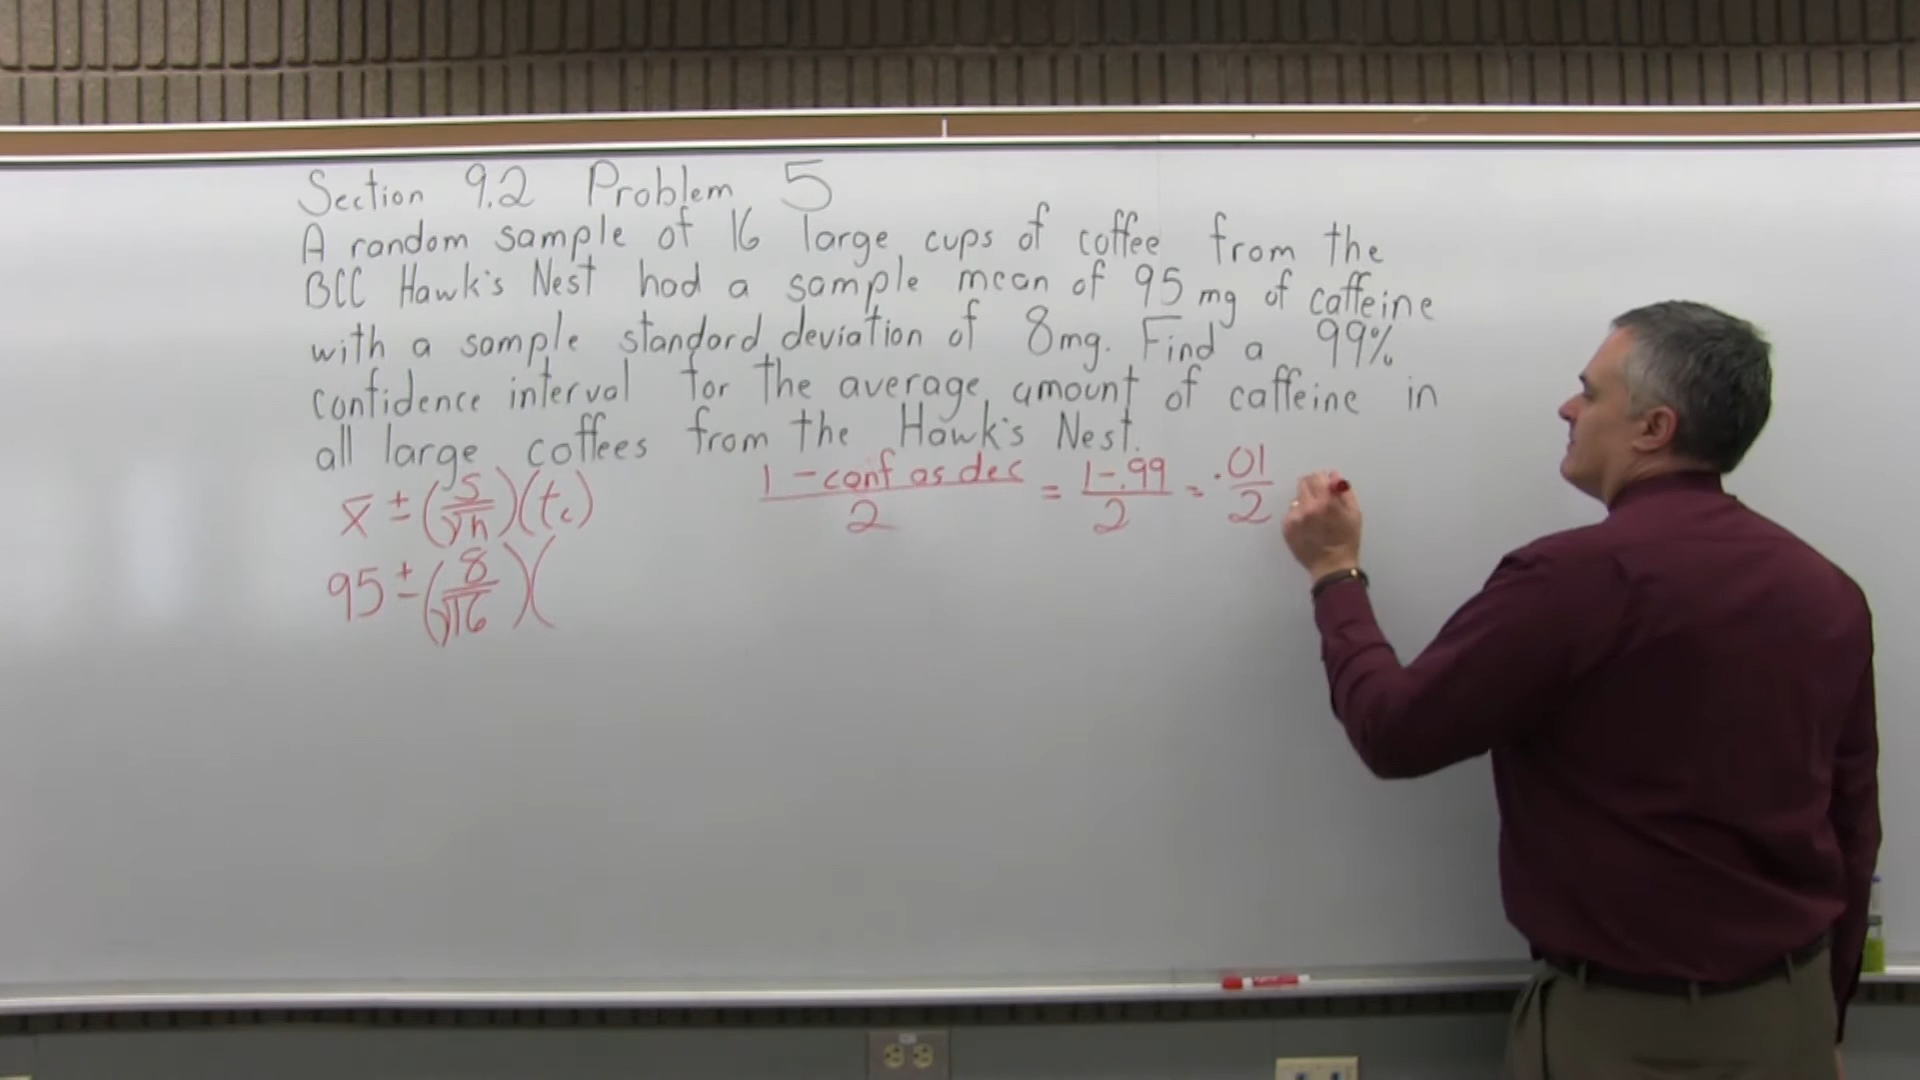 Section 9.2 Problem 5
A random sample of 16 large cups of coffee from the
BCC Hawk's Nest had a sample mean of 95 mg of caffeine
with a sample standard deviation of 8mg. Find a 99%
confidence interval for the average amount of caffeine in
all large coffees from the Hawk's Nest.
x̄ ± (s/√n)(t꜀)
(1 - conf as dec)/2 = (1-.99)/2 = .01/2
95 ± (8/√16)(